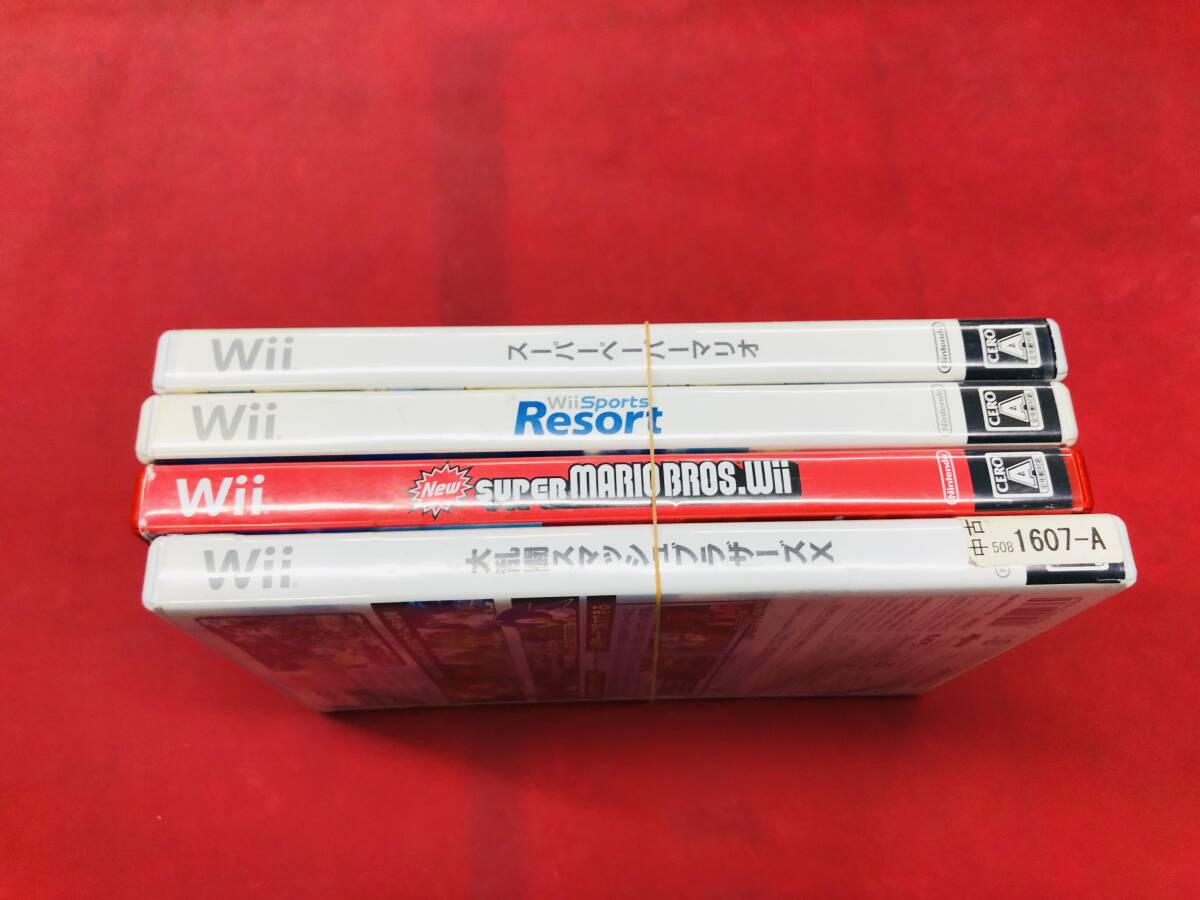 Wii
スーパーペーパーマリオ
Nintendo
CERO
A
Wii
Wii Sports
Resort
Nintendo
CERO
A
Wii
New SUPER MARIO BROS. Wii
Nintendo
CERO
A
Wii
大乱闘スマッシュブラザーズX
中古
508
1607-A